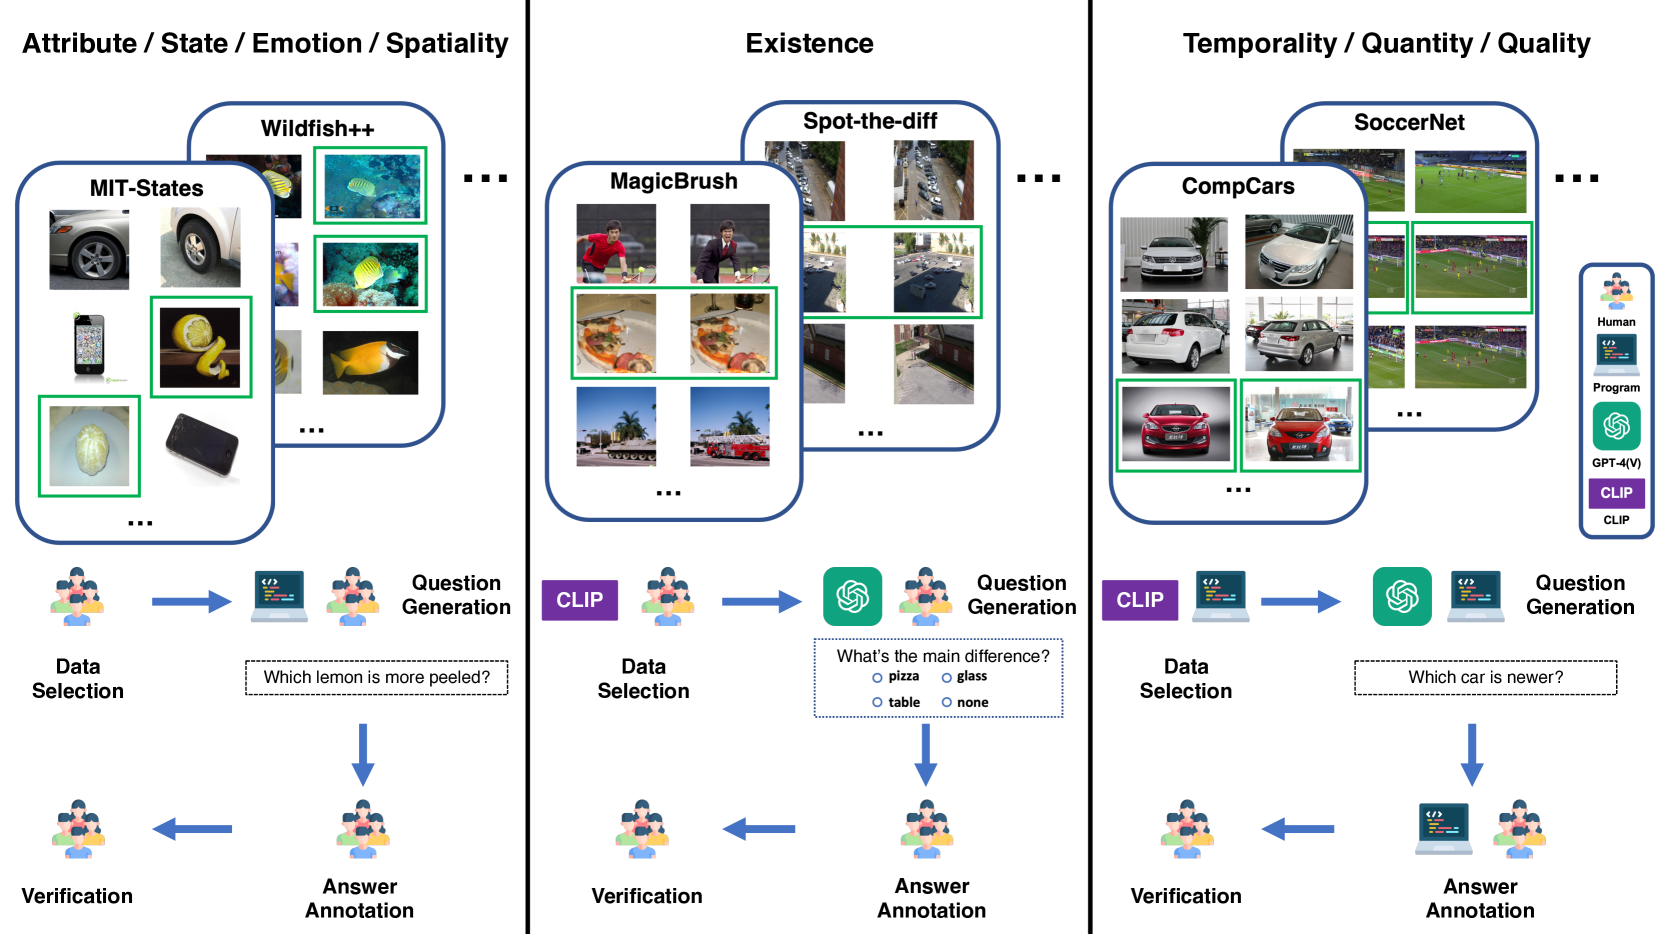 Attribute / State / Emotion / Spatiality
Wildfish++
...
MIT-States
...
...
Data
Selection
</>
Question
Generation
Which lemon is more peeled?
Verification
Answer
Annotation
Existence
Spot-the-diff
...
MagicBrush
...
...
CLIP
Data
Selection
Question
Generation
What's the main difference?
pizza
glass
table
none
Verification
Answer
Annotation
Temporality / Quantity / Quality
SoccerNet
...
CompCars
...
...
Human
</>
Program
GPT-4(V)
CLIP
CLIP
CLIP
</>
Data
Selection
</>
Question
Generation
Which car is newer?
Verification
</>
Answer
Annotation